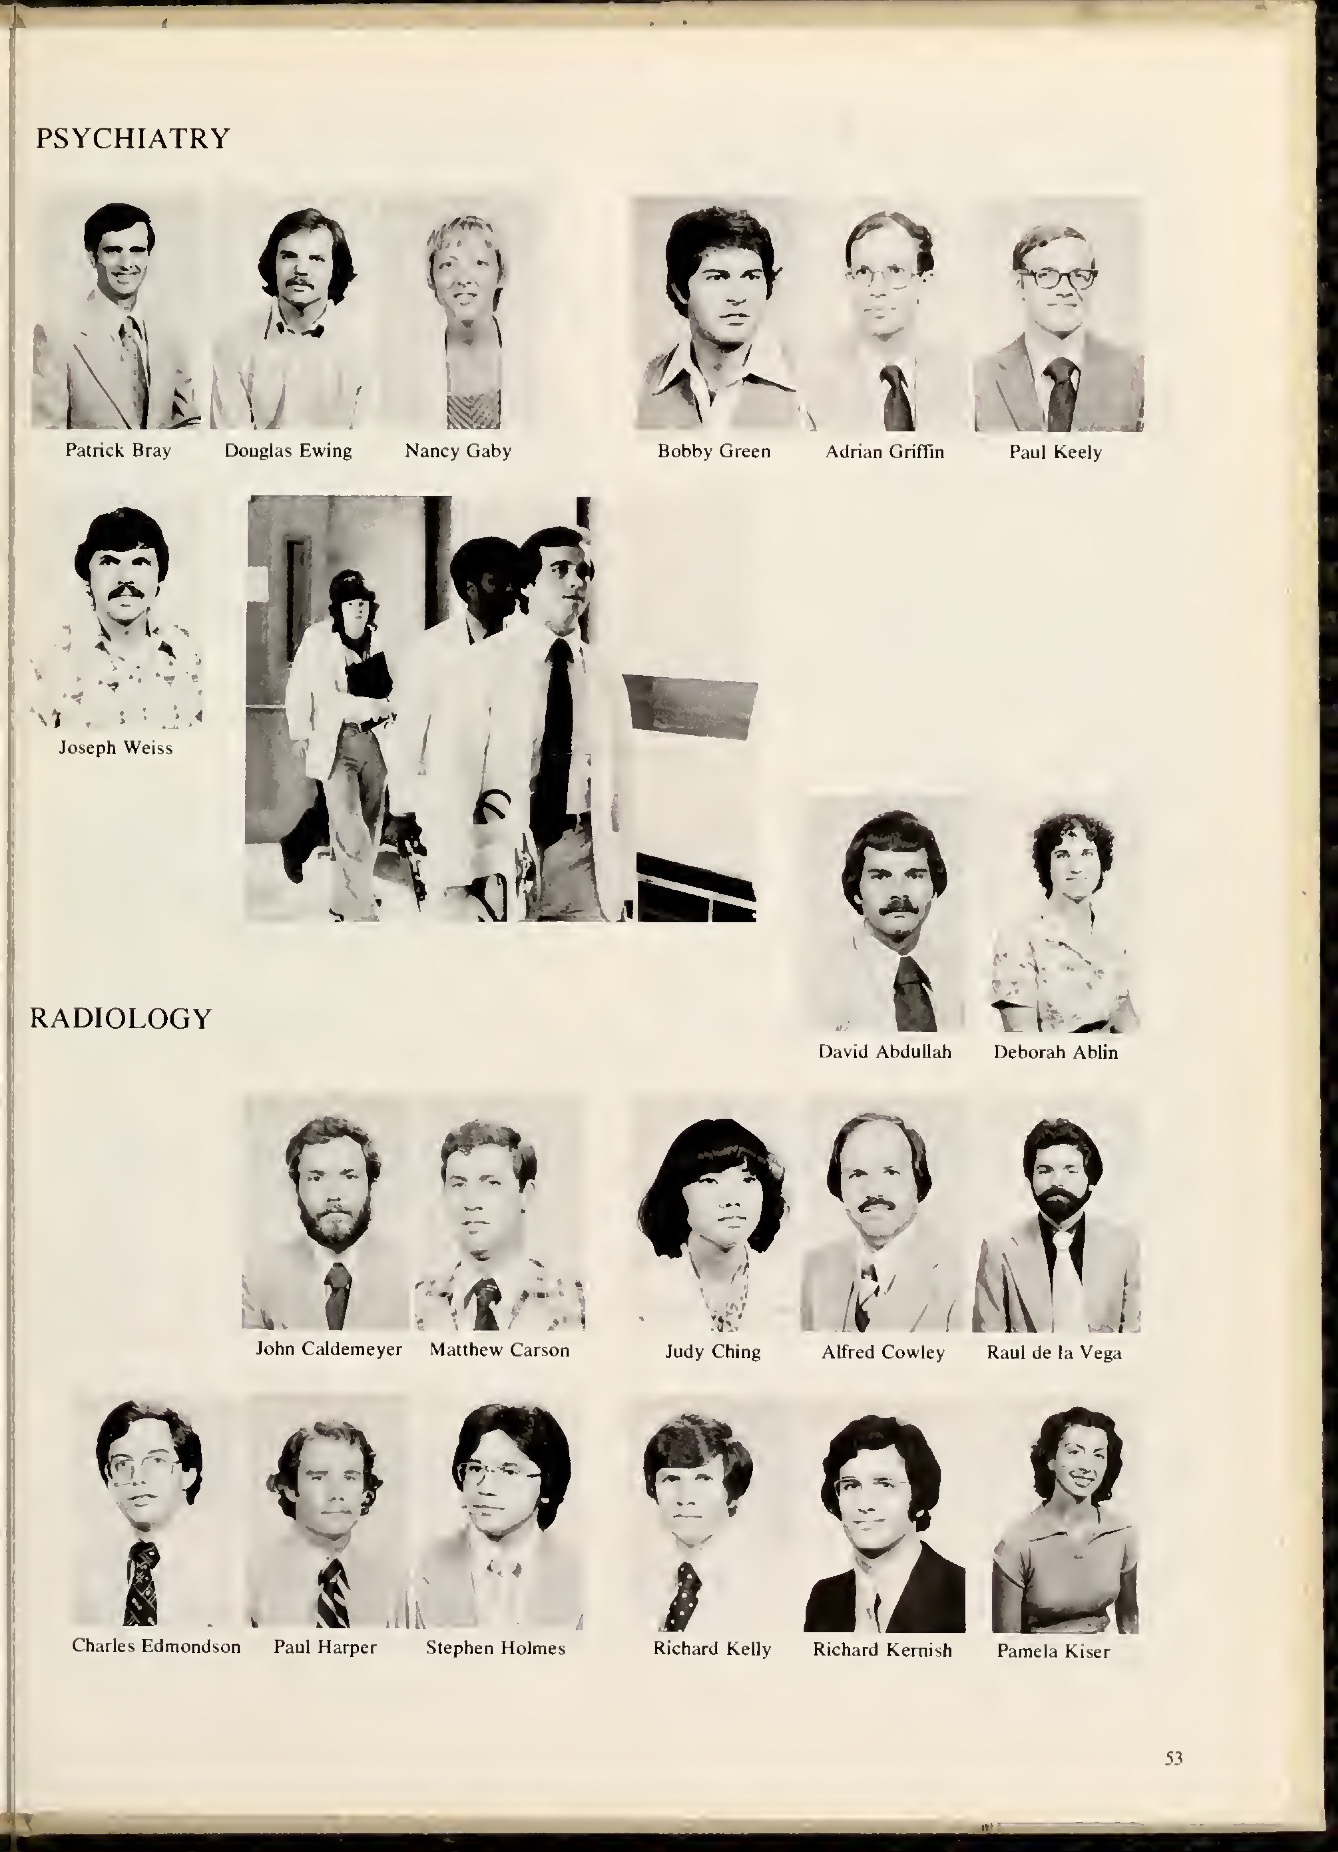 PSYCHIATRY
Patrick Bray Douglas Ewing Nancy Gaby Bobby Green Adrian Griffin Paul Keely
Joseph Weiss
RADIOLOGY
David Abdullah Deborah Ablin
John Caldemeyer Matthew Carson Judy Ching Alfred Cowley Raul de la Vega
Charles Edmondson Paul Harper Stephen Holmes Richard Kelly Richard Kernish Pamela Kiser
53